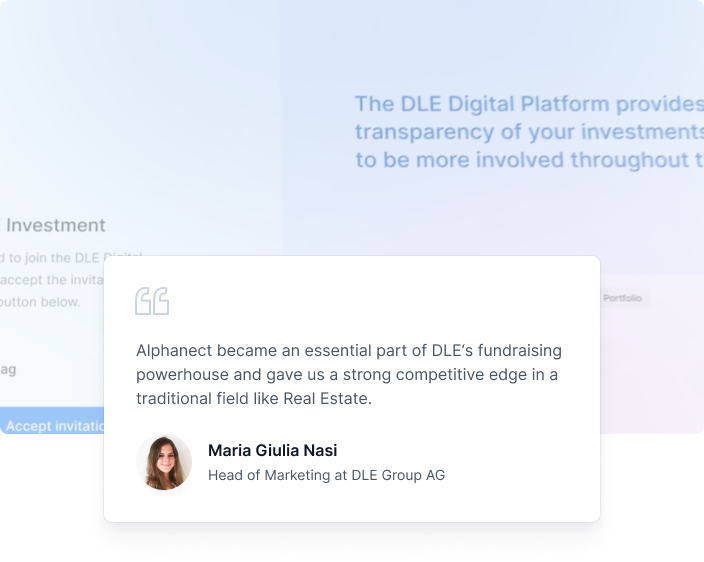 The DLE Digital Platform provides
transparency of your investments
to be more involved throughout
Investment
to join the DLE Digital
accept the
button below.
Portfolio
Accept
Alphanect became an essential part of DLE‘s fundraising
powerhouse and gave us a strong competitive edge in a
traditional field like Real Estate.
Maria Giulia Nasi
Head of Marketing at DLE Group AG